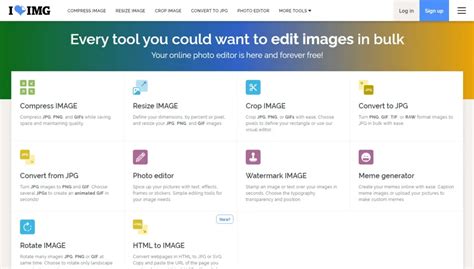 I IMG COMPRESS IMAGE RESIZE IMAGE CROP IMAGE CONVERT TO JPG PHOTO EDITOR MORE TOOLS Log in Sign up
Every tool you could want to edit images in bulk
Your online photo editor is here and forever free!
Compress IMAGE
Compress JPG, PNG, and GIFs while saving
space and maintaining quality.
Resize IMAGE
Define your dimensions, by percent or pixel,
and resize your JPG, PNG, and GIF images.
Crop IMAGE
Crop JPG, PNG, or GIFs with ease; Choose
pixels to define your rectangle or use our
visual editor.
Convert to JPG
Turn PNG, GIF, TIF, or RAW format images to
JPG in bulk with ease.
Convert from JPG
Turn JPG images to PNG and GIF. Choose
several JPGs to create an animated GIF!
Photo editor
Spice up your pictures with text, effects,
frames or stickers. Simple editing tools for your
image needs.
Watermark IMAGE
Stamp an image or text over your images in
seconds. Choose the typography,
transparency and position.
Meme generator
Create your memes online with ease. Caption
meme images or upload your pictures to
make custom memes.
Rotate IMAGE
Rotate many images JPG, PNG or GIF at
same time. Choose to rotate only landscape
New!
HTML to IMAGE
Convert webpages in HTML to JPG or SVG.
Copy and paste the URL of the page you